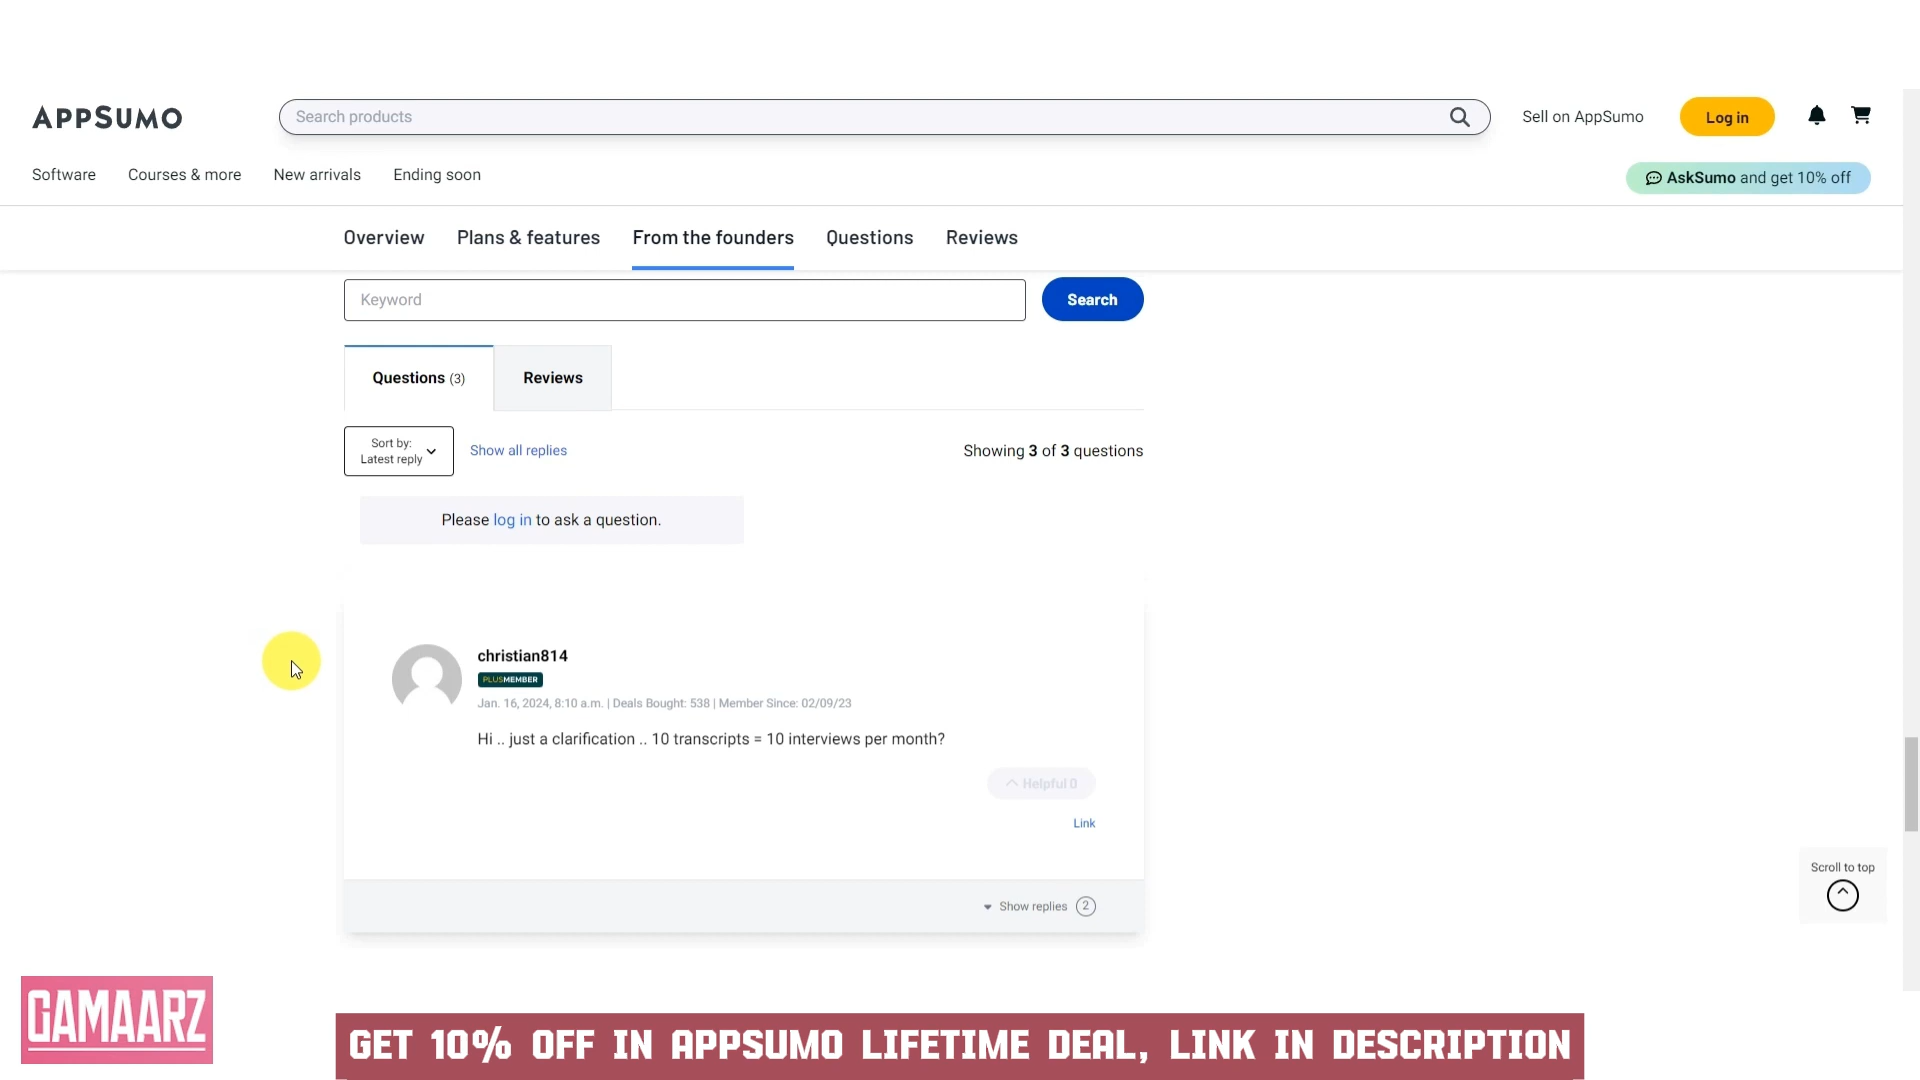 APPSUMO
Search products
Sell on AppSumo
Log in
Software
Courses & more
New arrivals
Ending soon
AskSumo and get 10% off
Overview
Plans & features
From the founders
Questions
Reviews
Keyword
Search
Questions (3)
Reviews
Sort by:
Latest reply
Show all replies
Showing 3 of 3 questions
Please log in to ask a question.
christian814
PLUSMEMBER
Jan. 16, 2024, 8:10 a.m. | Deals Bought: 538 | Member Since: 02/09/23
Hi .. just a clarification .. 10 transcripts = 10 interviews per month?
Helpful 0
Link
Show replies 2
Scroll to top
GAMAARZ
GET 10% OFF IN APPSUMO LIFETIME DEAL, LINK IN DESCRIPTION